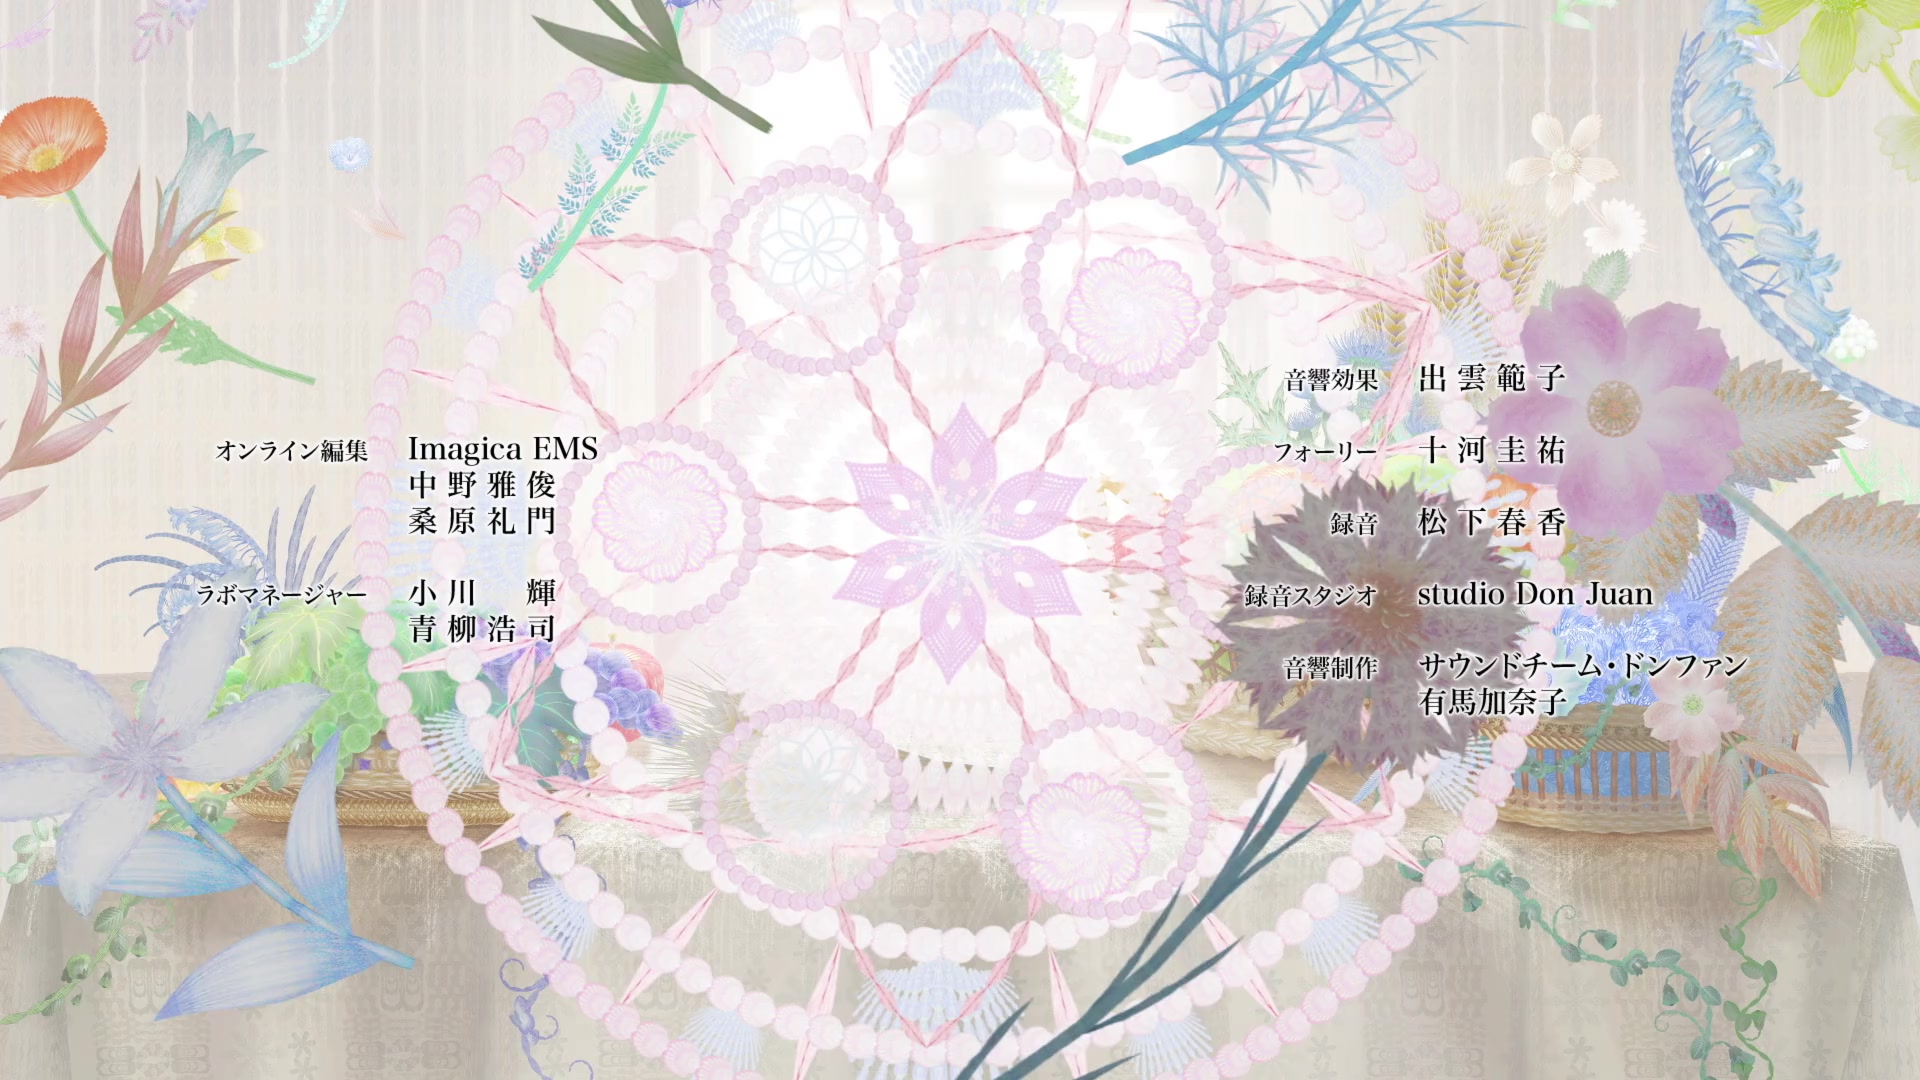 オンライン編集 Imagica EMS
中野雅俊
桑原礼門
ラボマネージャー 小川 輝
青柳浩司
音響効果 出雲範子
フォーリー 十河圭祐
録音 松下春香
録音スタジオ studio Don Juan
音響制作 サウンドチーム・ドンファン
有馬加奈子